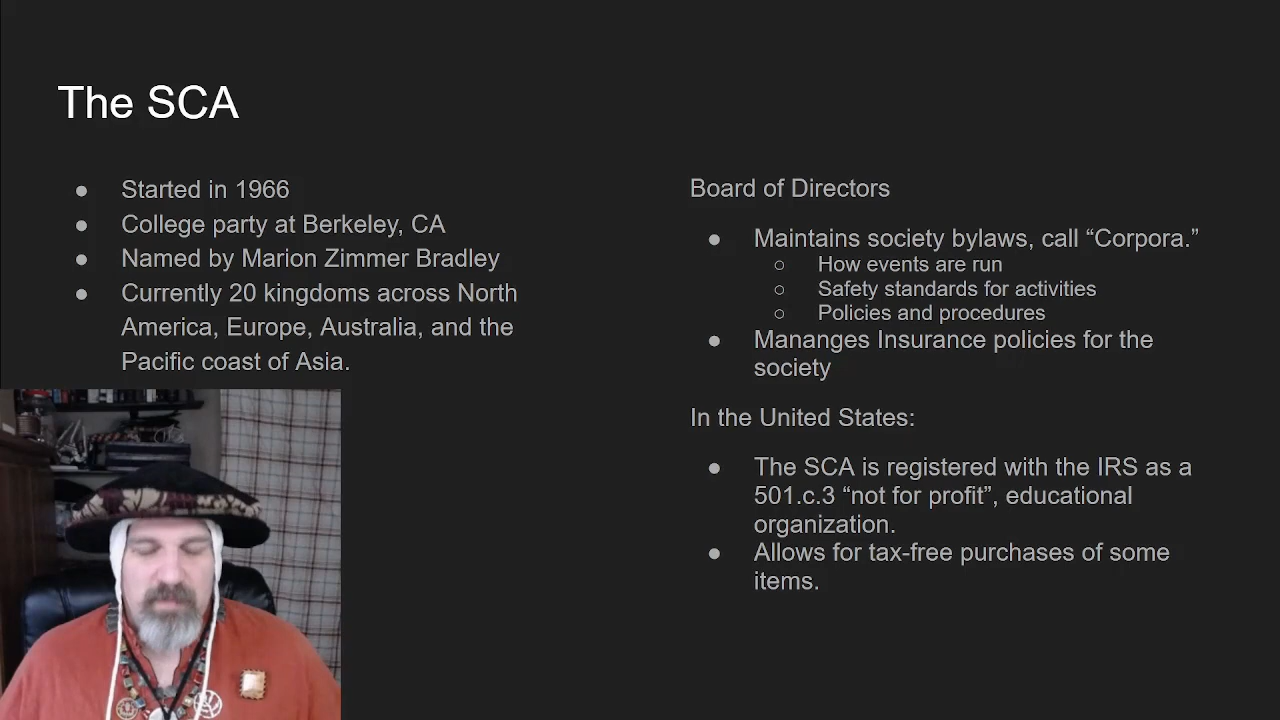 The SCA
● Started in 1966
● College party at Berkeley, CA
● Named by Marion Zimmer Bradley
● Currently 20 kingdoms across North
America, Europe, Australia, and the
Pacific coast of Asia.
Board of Directors
● Maintains society bylaws, call “Corpora.”
○ How events are run
○ Safety standards for activities
○ Policies and procedures
● Mananges Insurance policies for the
society
In the United States:
● The SCA is registered with the IRS as a
501.c.3 “not for profit”, educational
organization.
● Allows for tax-free purchases of some
items.